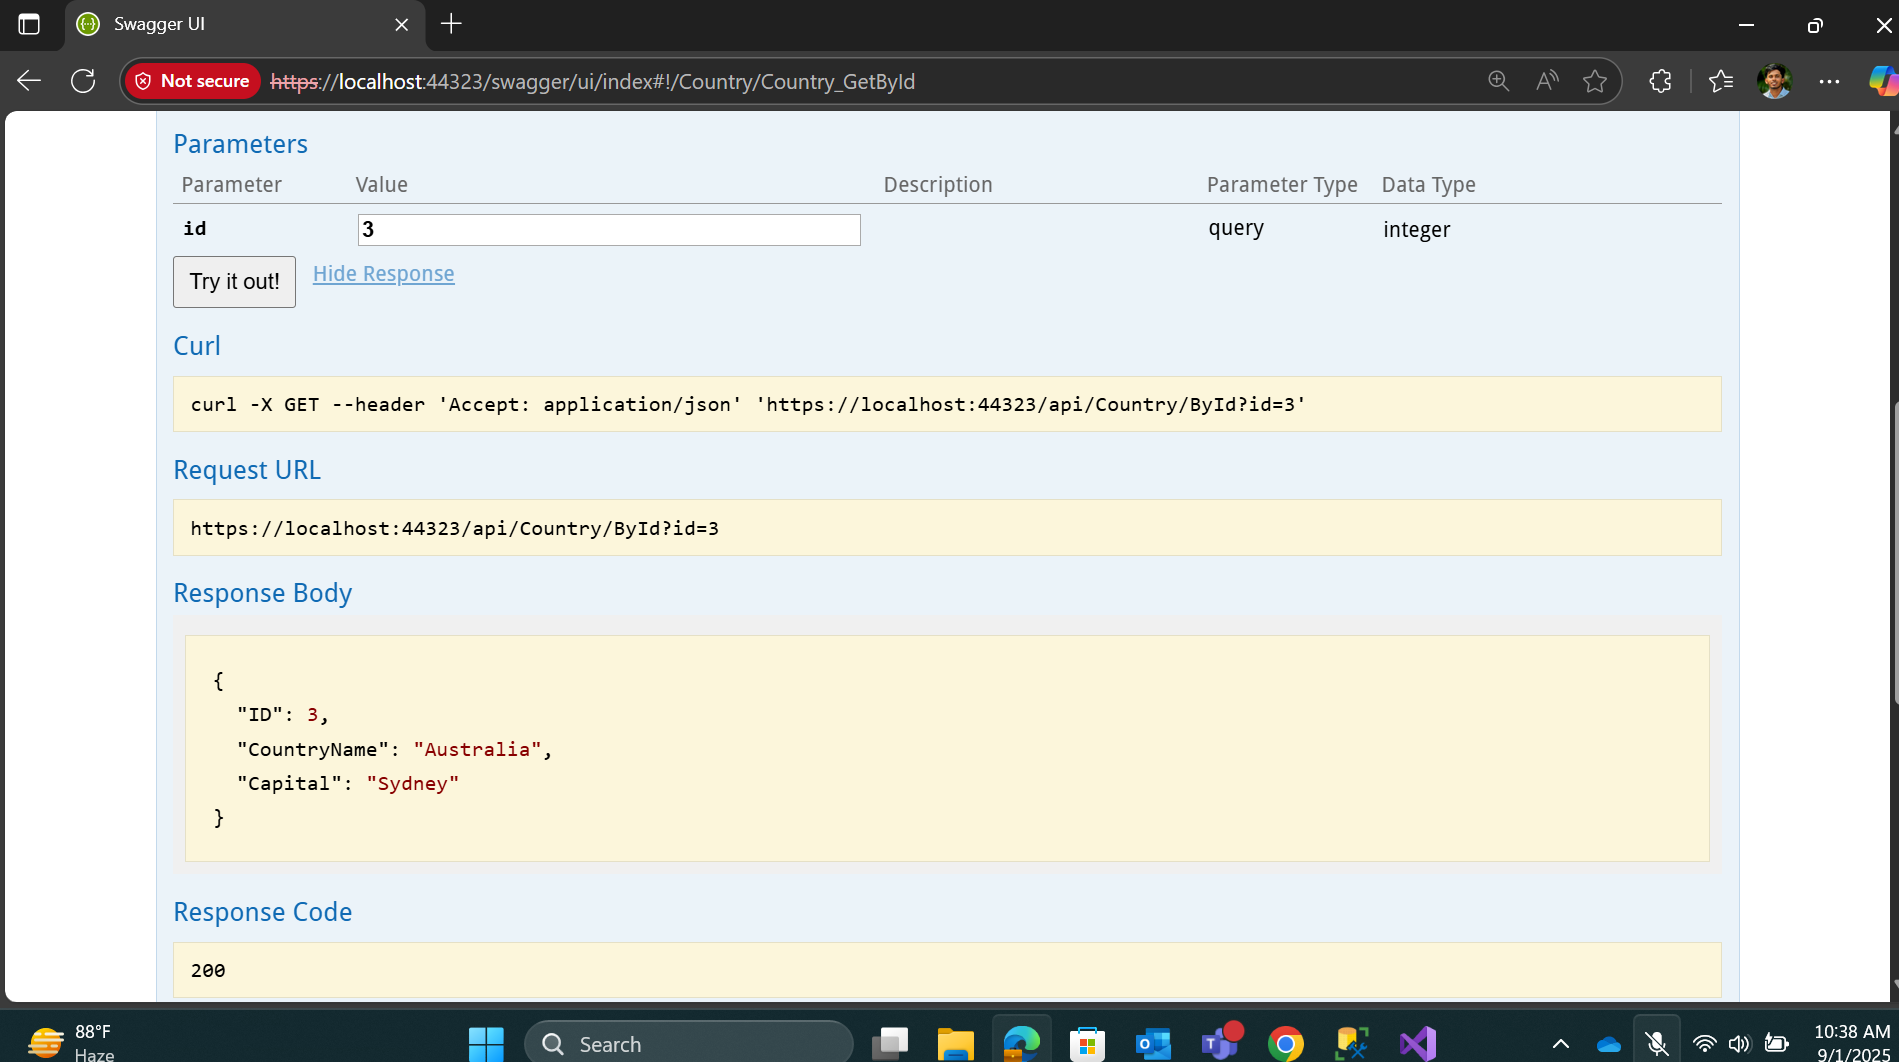 Swagger UI
Not secure https://localhost:44323/swagger/ui/index#!/Country/Country_GetById
Parameters
Parameter Value Description Parameter Type Data Type
id 3 query integer
Try it out! Hide Response
Curl
curl -X GET --header 'Accept: application/json' 'https://localhost:44323/api/Country/ById?id=3'
Request URL
https://localhost:44323/api/Country/ById?id=3
Response Body
{
"ID": 3,
"CountryName": "Australia",
"Capital": "Sydney"
}
Response Code
200
88°F
Haze
Search
10:38 AM
9/1/2025